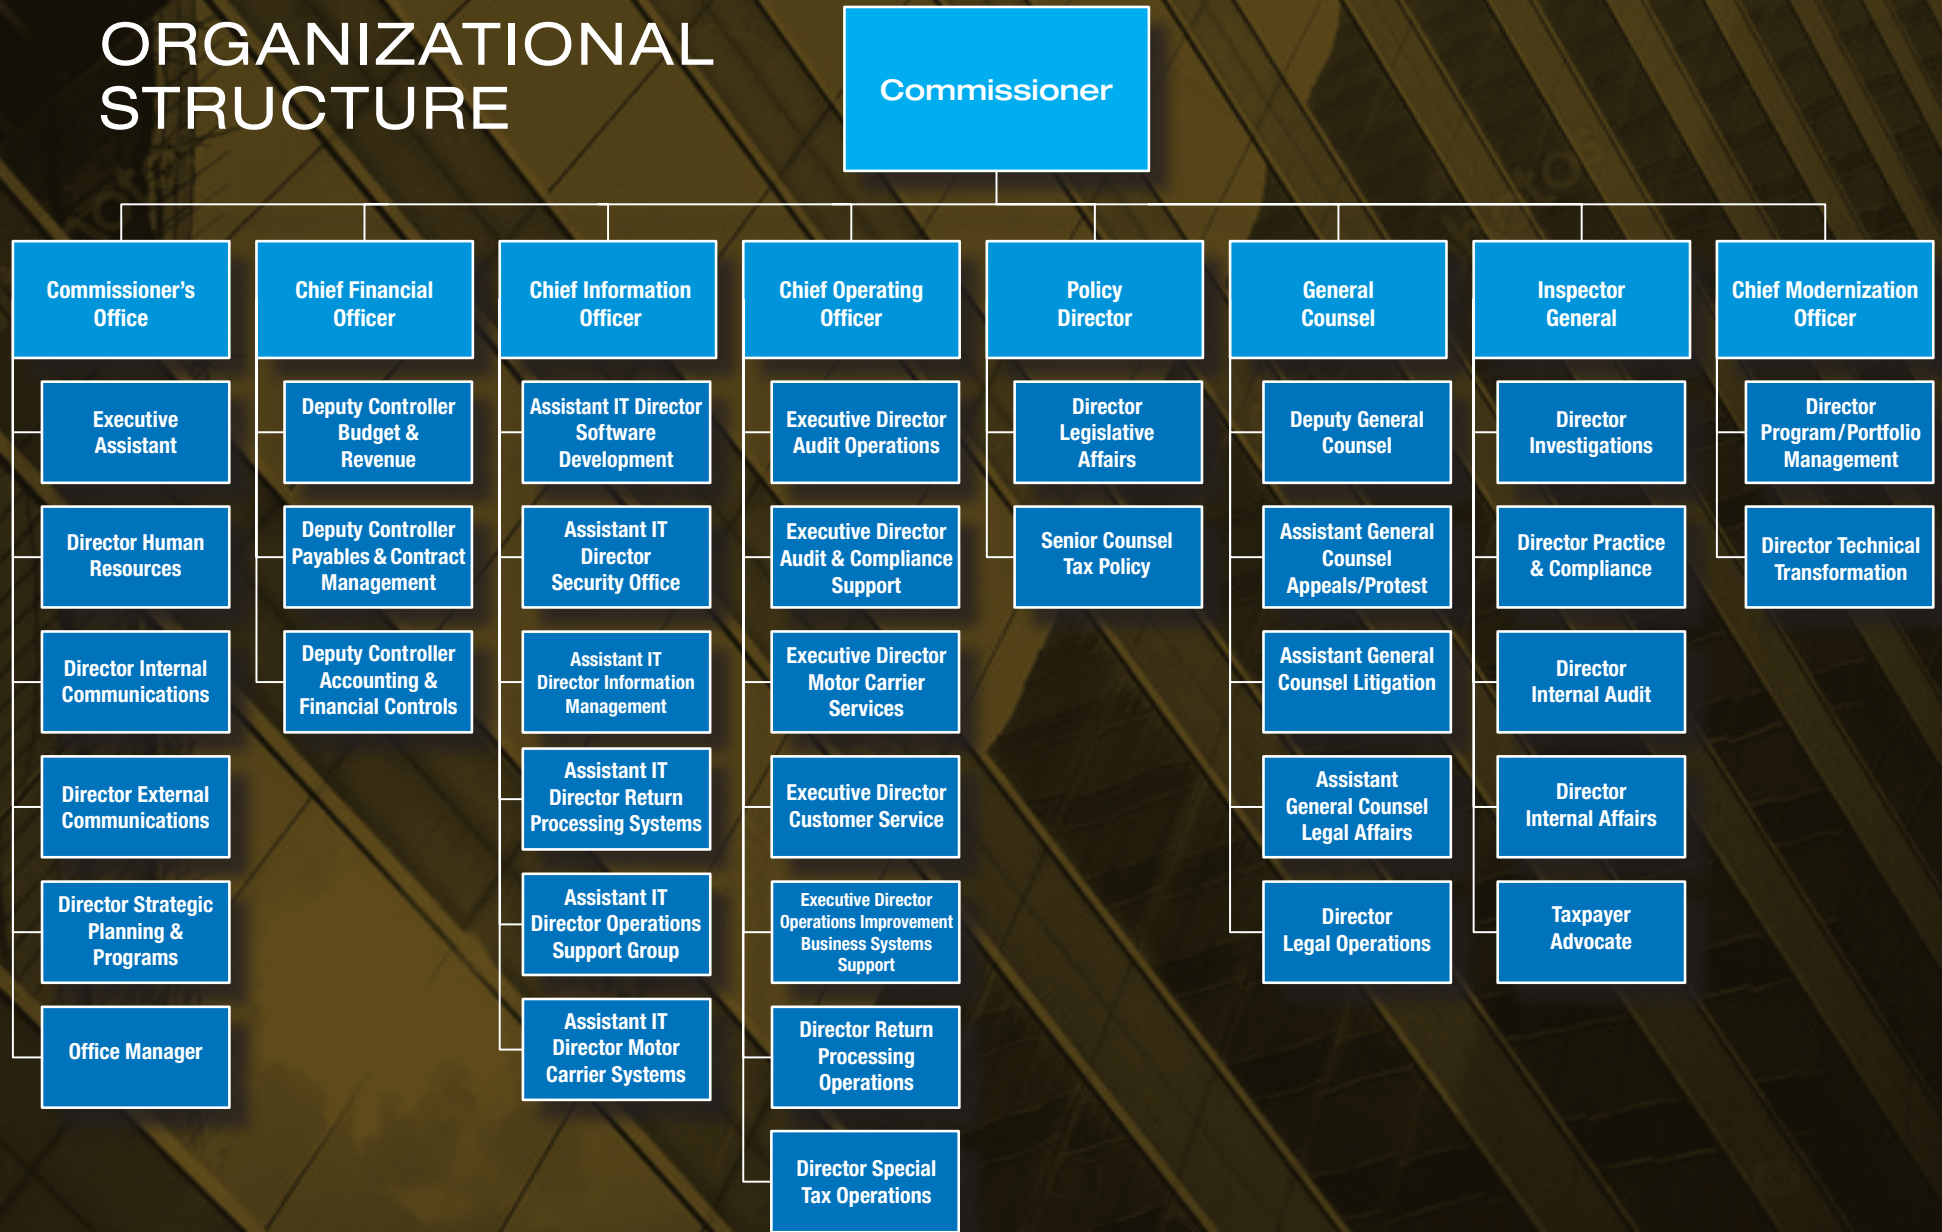 ORGANIZATIONAL
STRUCTURE
Commissioner
Commissioner's
Office
Executive
Assistant
Director Human
Resources
Director Internal
Communications
Director External
Communications
Director Strategic
Planning &
Programs
Office Manager
Chief Financial
Officer
Deputy Controller
Budget &
Revenue
Deputy Controller
Payables & Contract
Management
Deputy Controller
Accounting &
Financial Controls
Chief Information
Officer
Assistant IT Director
Software
Development
Assistant IT
Director
Security Office
Assistant IT
Director Information
Management
Assistant IT
Director Return
Processing Systems
Assistant IT
Director Operations
Support Group
Assistant IT
Director Motor
Carrier Systems
Chief Operating
Officer
Executive Director
Audit Operations
Executive Director
Audit & Compliance
Support
Executive Director
Motor Carrier
Services
Executive Director
Customer Service
Executive Director
Operations Improvement
Business Systems
Support
Director Return
Processing
Operations
Director Special
Tax Operations
Policy
Director
Director
Legislative
Affairs
Senior Counsel
Tax Policy
General
Counsel
Deputy General
Counsel
Assistant General
Counsel
Appeals/Protest
Assistant General
Counsel Litigation
Assistant
General Counsel
Legal Affairs
Director
Legal Operations
Inspector
General
Director
Investigations
Director Practice
& Compliance
Director
Internal Audit
Director
Internal Affairs
Taxpayer
Advocate
Chief Modernization
Officer
Director
Program/Portfolio
Management
Director Technical
Transformation